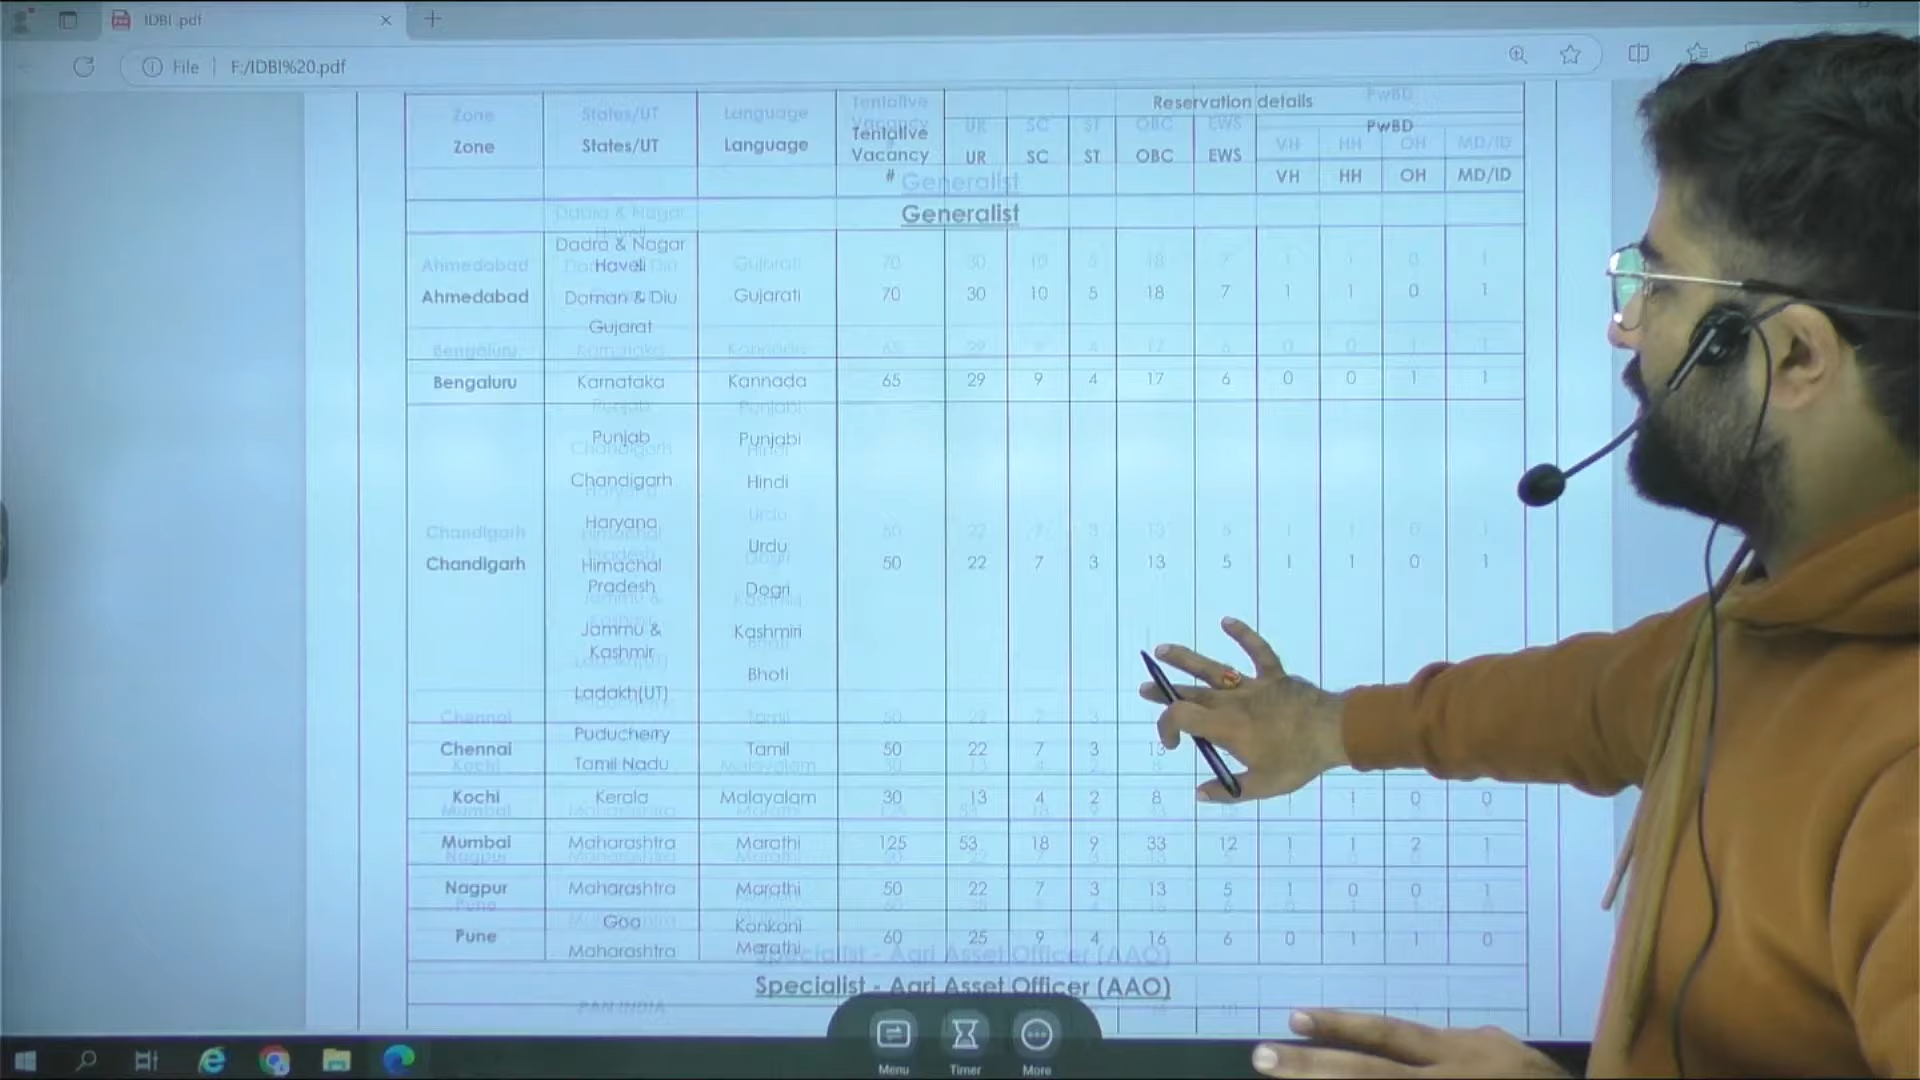 IDBI .pdf
File F:/IDBI%20.pdf
Zone States/UT Language Tentative Vacancy # Reservation details
UR SC ST OBC EWS PwBD
VH HH OH MD/ID
Generalist
Ahmedabad Dadra & Nagar Haveli Daman & Diu Gujarat Gujarati 70 30 10 5 18 7 1 1 0 1
Bengaluru Karnataka Kannada 65 29 9 4 17 6 0 0 1 1
Chandigarh Punjab Chandigarh Haryana Himachal Pradesh Jammu & Kashmir Ladakh(UT) Punjabi Hindi Urdu Dogri Kashmiri Bhoti 50 22 7 3 13 5 1 1 0 1
Chennai Puducherry Tamil Nadu Tamil 50 22 7 3 13
Kochi Kerala Malayalam 30 13 4 2 8 1 1 0 0
Mumbai Maharashtra Marathi 125 53 18 9 33 12 1 1 2 1
Nagpur Maharashtra Marathi 50 22 7 3 13 5 1 0 0 1
Pune Goa Maharashtra Konkani Marathi 60 25 9 4 16 6 0 1 1 0
Specialist - Agri Asset Officer (AAO)
PAN INDIA
Menu Timer More